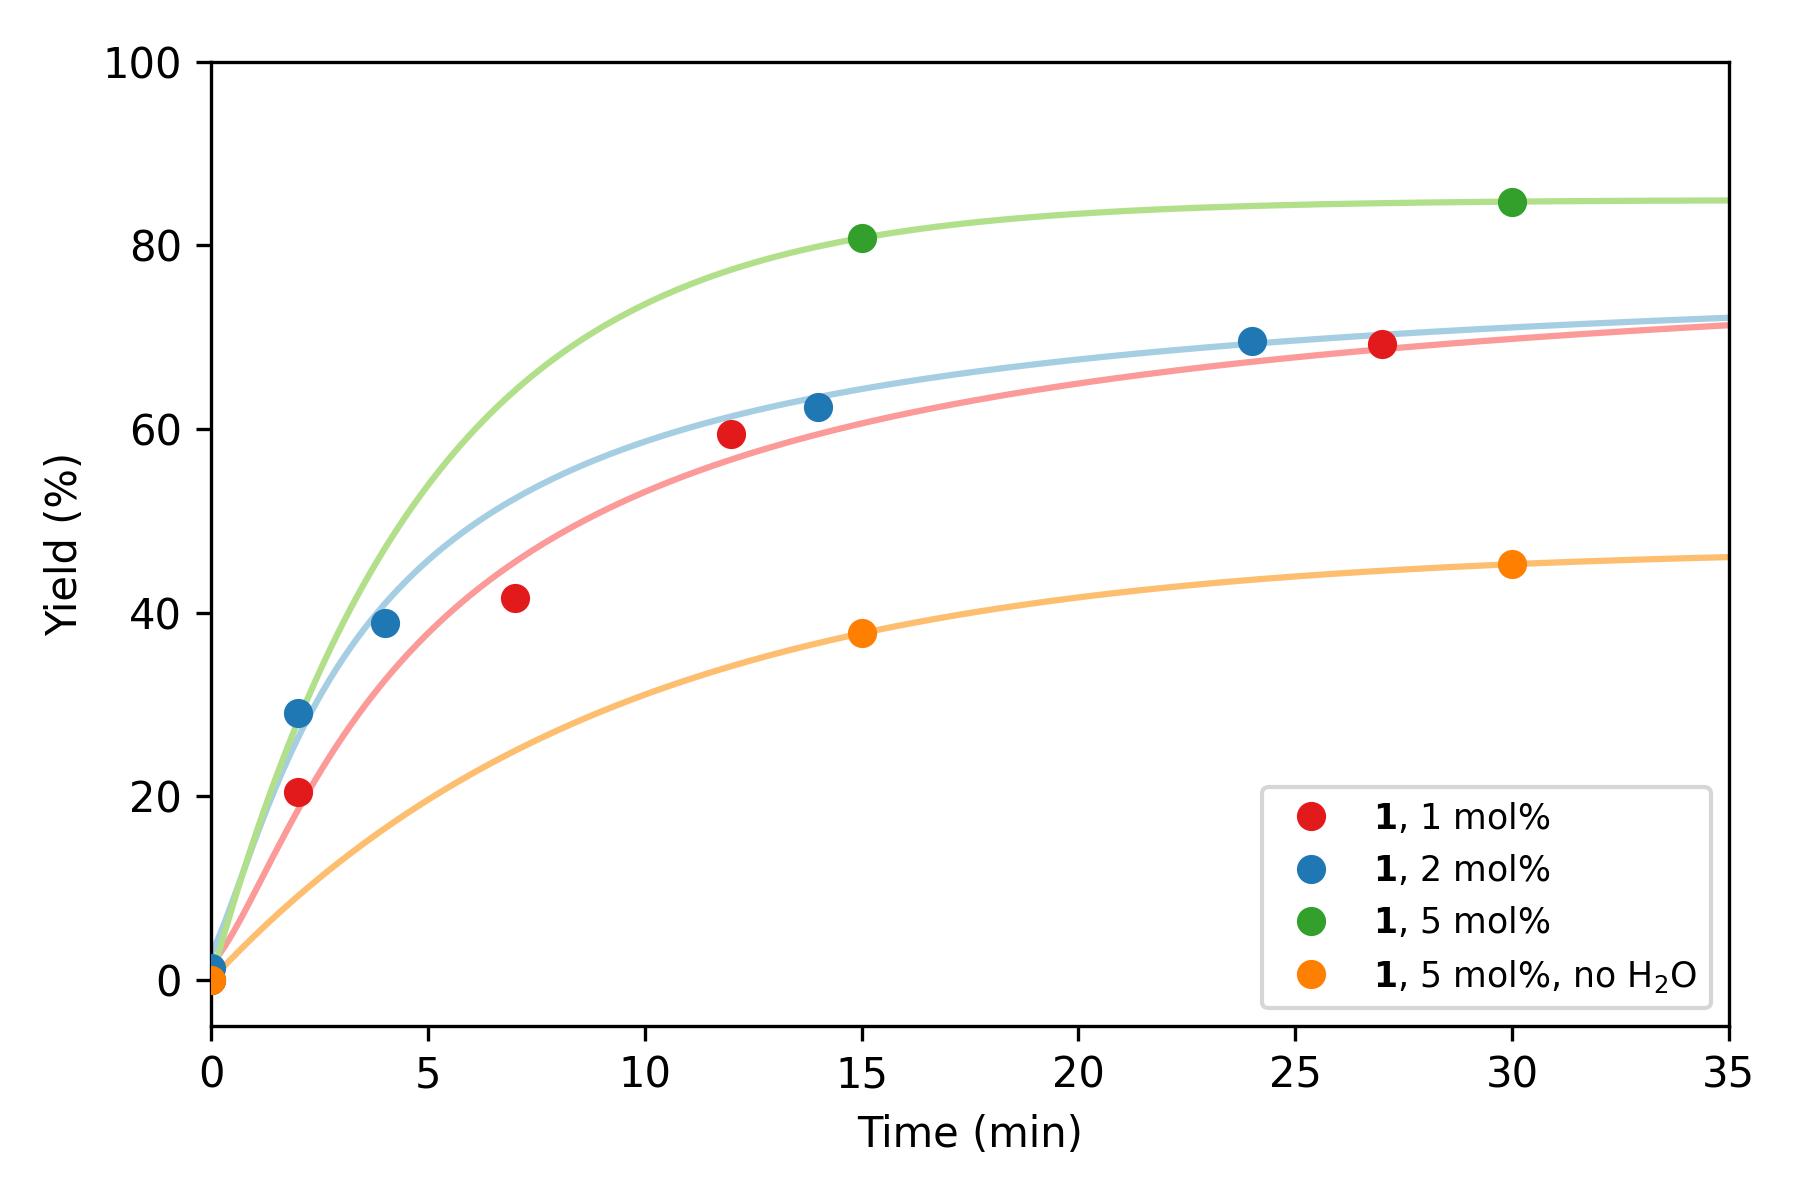 100
80
60
40
20
0
Yield (%)
0 5 10 15 20 25 30 35
Time (min)
1, 1 mol%
1, 2 mol%
1, 5 mol%
1, 5 mol%, no H₂O